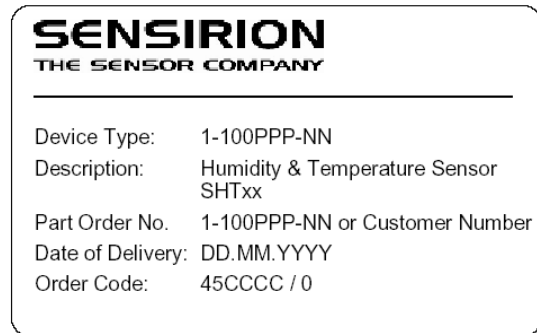 SENSIRION
THE SENSOR COMPANY
Device Type: 1-100PPP-NN
Description: Humidity & Temperature Sensor
SHTxx
Part Order No. 1-100PPP-NN or Customer Number
Date of Delivery: DD.MM.YYYY
Order Code: 45CCCC / 0